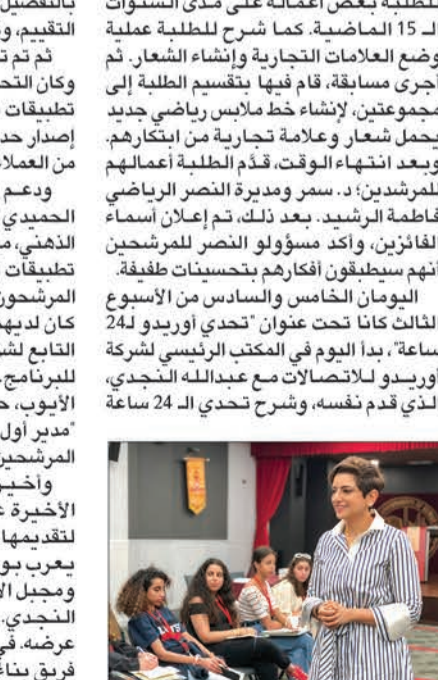 للطلبة بعض أعماله على مدى السنوات
الـ 15 الماضية. كما شرح للطلبة عملية
وضع العلامات التجارية وإنشاء الشعار. ثم
أجرى مسابقة، قام فيها بتقسيم الطلبة إلى
مجموعتين، لإنشاء خط ملابس رياضي جديد
يحمل شعار وعلامة تجارية من ابتكارهم.
وبعد انتهاء الوقت، قدّم الطلبة أعمالهم
للمرشدين؛ د. سمر ومديرة النصر الرياضي
فاطمة الرشيد. بعد ذلك، تم إعلان أسماء
الفائزين، وأكد مسؤولو النصر للمرشحين
أنهم سيطبقون أفكارهم بتحسينات طفيفة.
اليومان الخامس والسادس من الأسبوع
الثالث كانا تحت عنوان "تحدي أوريدو لـ24
ساعة"، بدأ اليوم في المكتب الرئيسي لشركة
أوريدو للاتصالات مع عبدالله النجدي،
الذي قدم نفسه، وشرح تحدي الـ 24 ساعة
بالتفصيل
التقييم، و
ثم تم ت
وكان التح
تطبيقات
إصدار حد
من العملا
ودعم
الحميدي
الذهني، م
تطبيقات
المرشحون
كان لديهم
التابع لشر
للبرنامج،
الأيوب، ح
"مدير أول
المرشحين
وأخير
الأخيرة ع
لتقديمها
يعرب بو
ومجبل الا
النجدي.
عرضه. في
فريق بناء